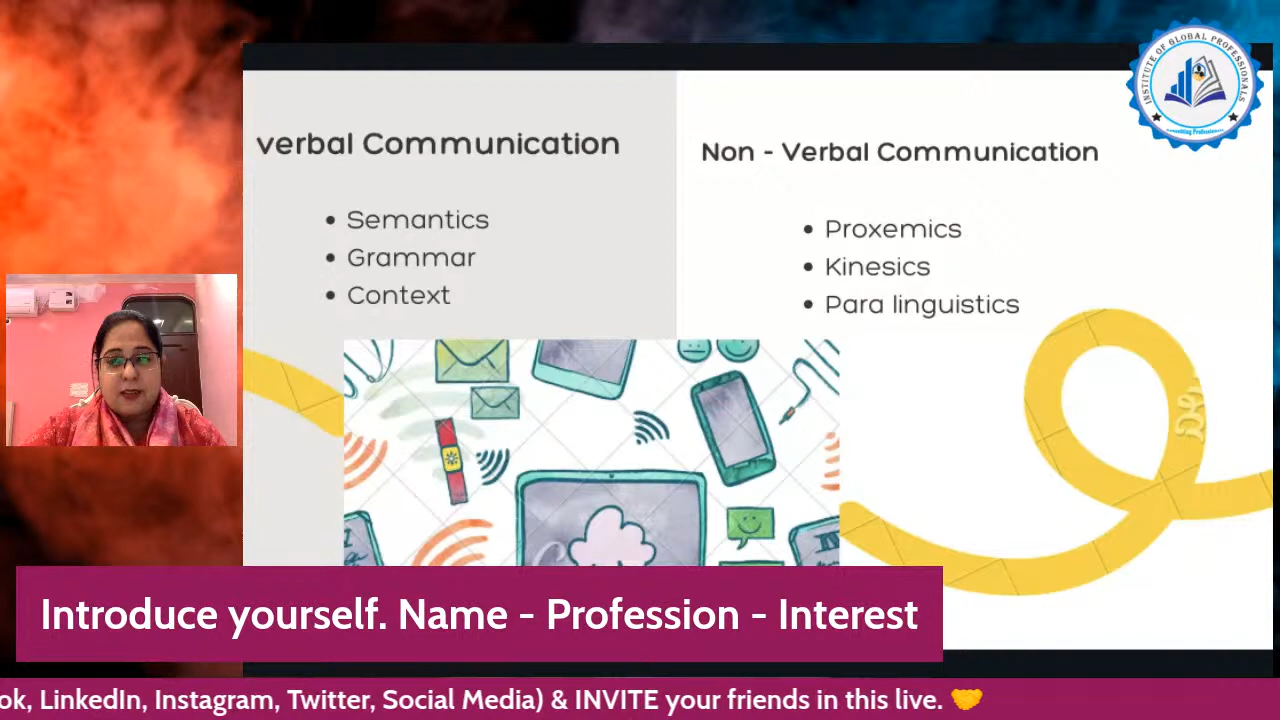 verbal Communication
• Semantics
• Grammar
• Context
Non - Verbal Communication
• Proxemics
• Kinesics
• Para linguistics
INSTITUTE OF GLOBAL PROFESSIONALS
Introduce yourself. Name - Profession - Interest
ok, LinkedIn, Instagram, Twitter, Social Media) & INVITE your friends in this live. 🤝